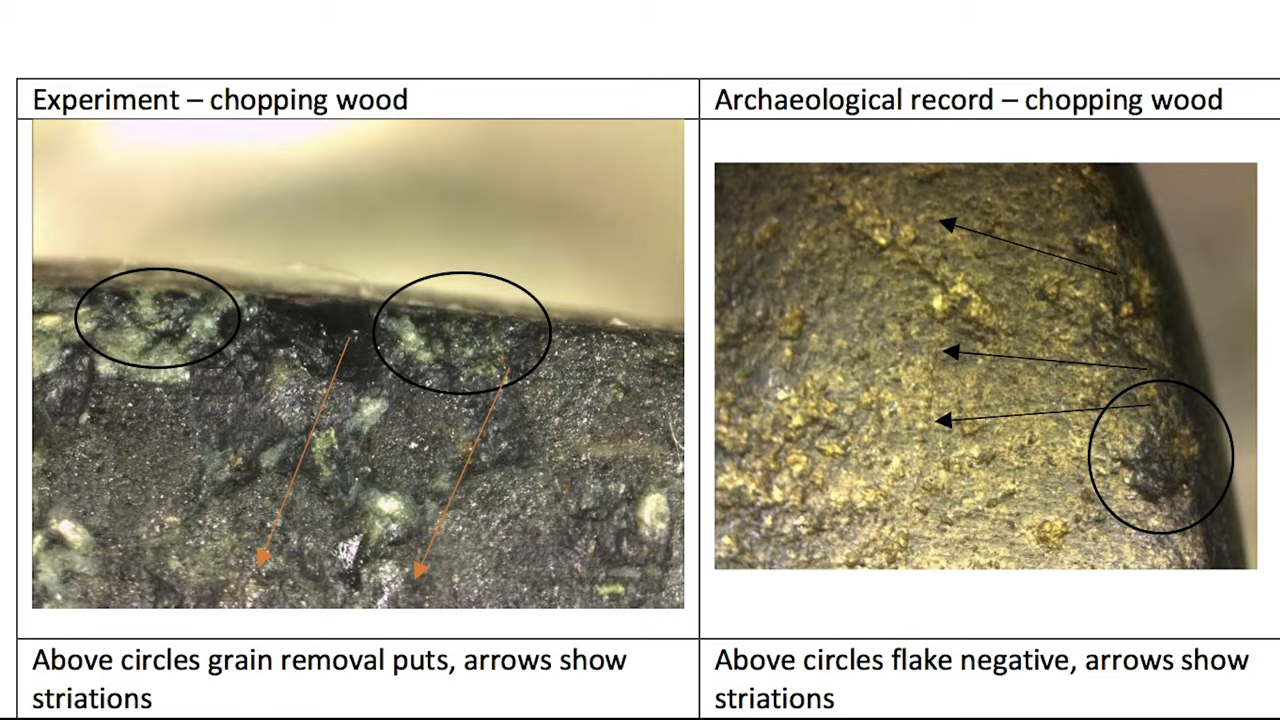 Experiment – chopping wood
Archaeological record – chopping wood
Above circles grain removal puts, arrows show
striations
Above circles flake negative, arrows show
striations